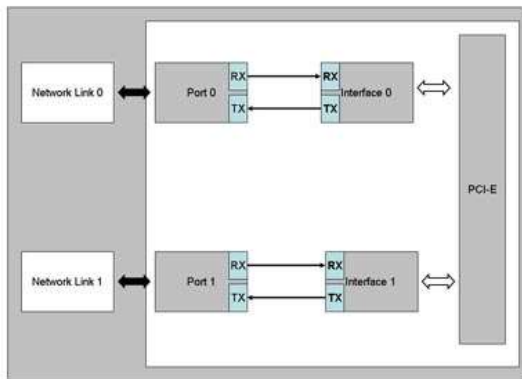 Network Link 0
Port 0
RX
TX
RX
TX
Interface 0
PCI-E
Network Link 1
Port 1
RX
TX
RX
TX
Interface 1